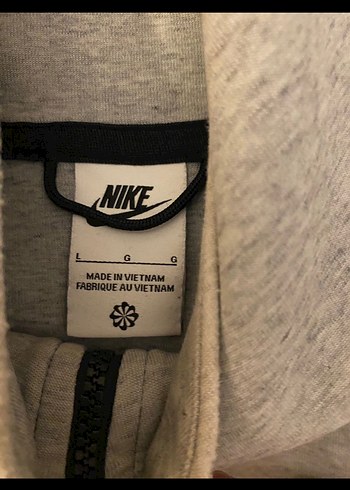 NIKE
L G G
MADE IN VIETNAM
FABRIQUE AU VIETNAM